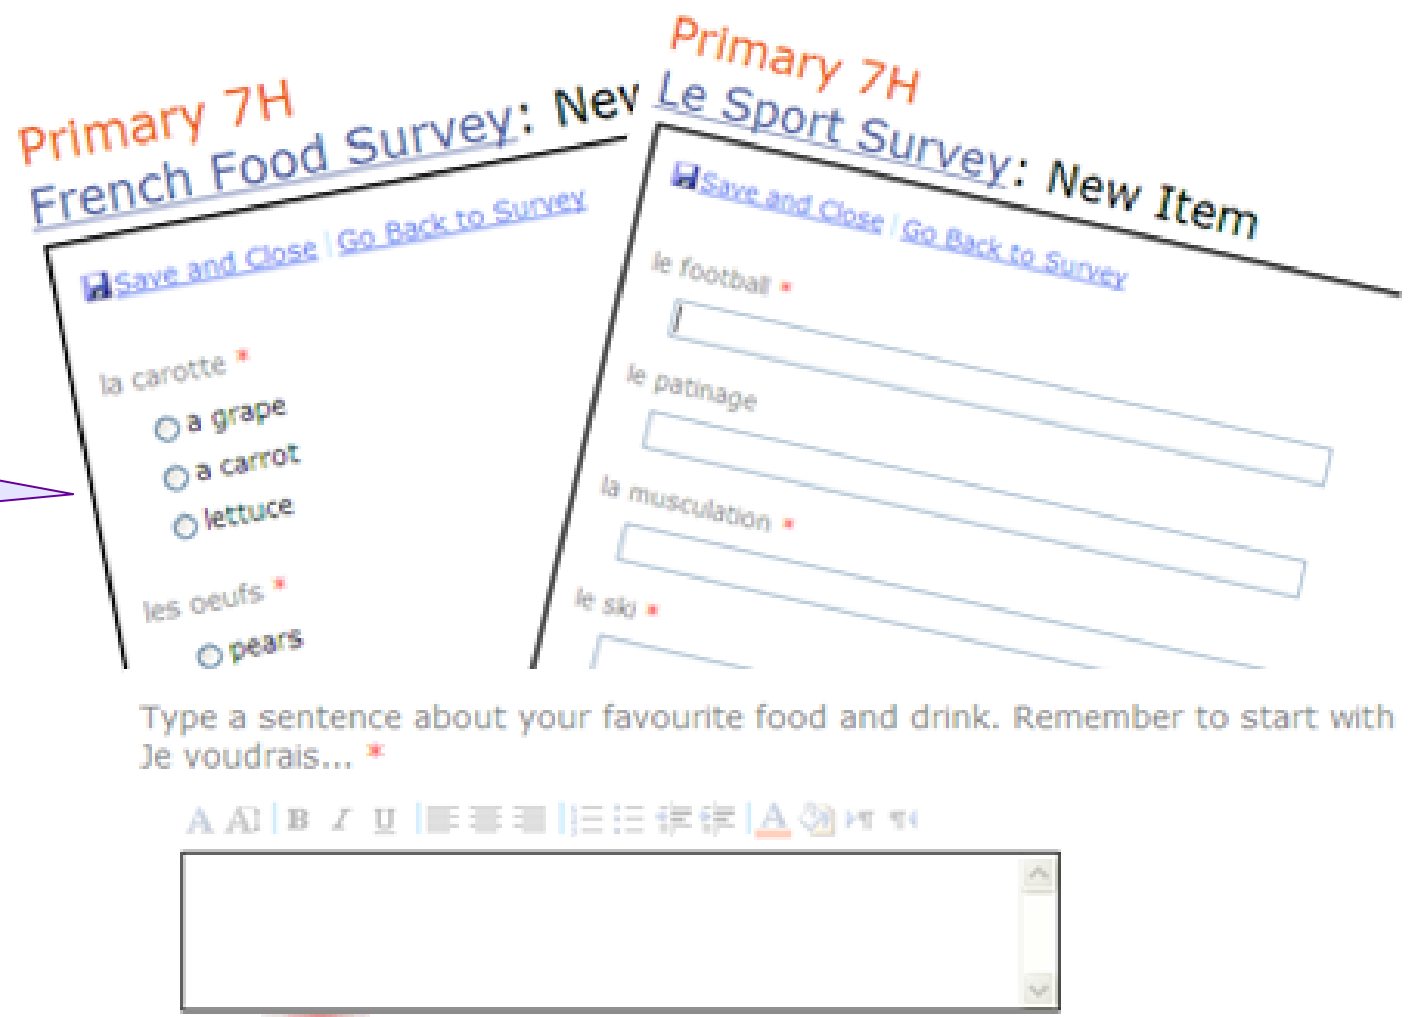 Primary 7H
French Food Survey: New
Save and Close | Go Back to Survey
la carotte *
a grape
a carrot
lettuce
les oeufs *
pears
Primary 7H
Le Sport Survey: New Item
Save and Close | Go Back to Survey
le football *
le patinage
la musculation *
le ski *
Type a sentence about your favourite food and drink. Remember to start with
Je voudrais... *
A A B I U A